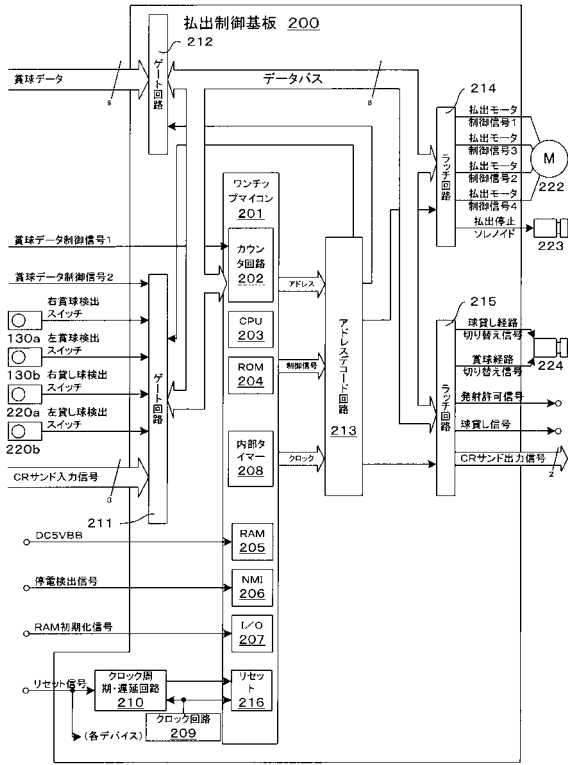 払出制御基板 200
212
ゲート回路
賞球データ
8
データバス
8
214
ラッチ回路
払出モータ
制御信号1
払出モータ
制御信号3
払出モータ
制御信号2
払出モータ
制御信号4
M
222
払出停止
ソレノイド
223
ワンチッ
プマイコン
201
賞球データ制御信号1
カウン
タ回路
202
アドレス
賞球データ制御信号2
右賞球検出
スイッチ
130a
左賞球検出
スイッチ
130b
右貸し球検出
スイッチ
220a
左貸し球検出
スイッチ
220b
ゲート回路
211
CRサンド入力信号
3
CPU
203
ROM
204
制御信号
アドレスデコード回路
213
内部タ
イマー
208
クロック
215
ラッチ回路
球貸し経路
切り替え信号
賞球経路
切り替え信号
224
発射許可信号
球貸し信号
CRサンド出力信号
2
DC5VBB
RAM
205
停電検出信号
NMI
206
RAM初期化信号
I/O
207
リセット信号
クロック周
期・遅延回路
210
リセッ
ト
216
クロック回路
209
(各デバイス)